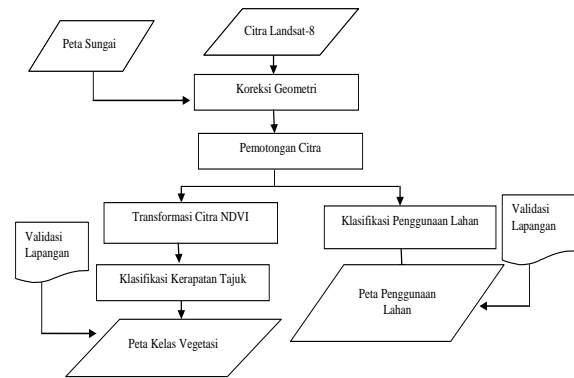 Citra Landsat-8
Peta Sungai
Koreksi Geometri
Pemotongan Citra
Transformasi Citra NDVI
Klasifikasi Penggunaan Lahan
Validasi
Lapangan
Validasi
Lapangan
Klasifikasi Kerapatan Tajuk
Peta Penggunaan
Lahan
Peta Kelas Vegetasi